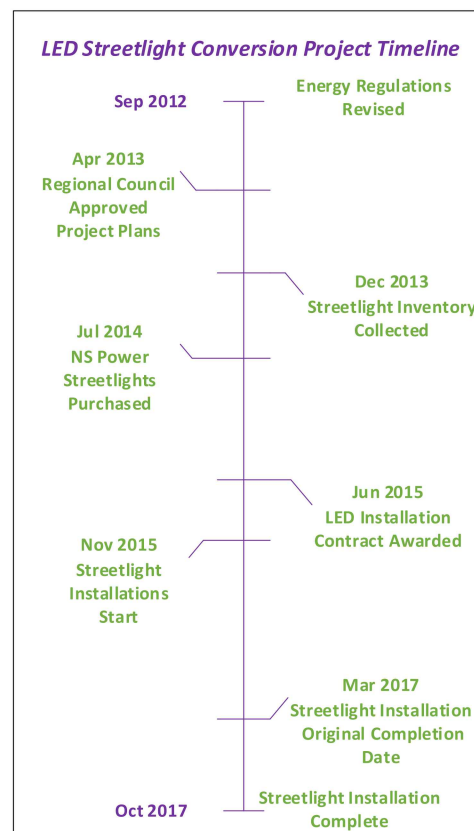 LED Streetlight Conversion Project Timeline
Sep 2012
Energy Regulations
Revised
Apr 2013
Regional Council
Approved
Project Plans
Dec 2013
Streetlight Inventory
Collected
Jul 2014
NS Power
Streetlights
Purchased
Jun 2015
LED Installation
Contract Awarded
Nov 2015
Streetlight
Installations
Start
Mar 2017
Streetlight Installation
Original Completion
Date
Oct 2017
Streetlight Installation
Complete